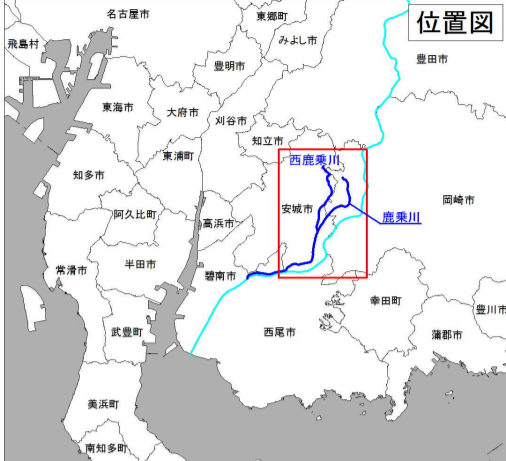 位置図
名古屋市
東郷町
飛島村
みよし市
豊明市
豊田市
東海市
大府市
刈谷市
知立市
東浦町
西鹿乗川
知多市
安城市
岡崎市
阿久比町
高浜市
鹿乗川
半田市
常滑市
碧南市
幸田町
豊川市
武豊町
西尾市
蒲郡市
美浜町
南知多町